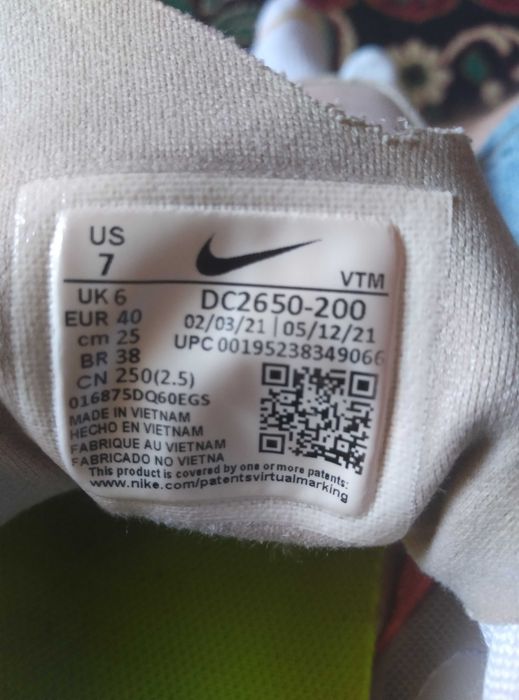 US
7
VTM
UK 6
EUR 40
cm 25
BR 38
CN 250(2.5)
DC2650-200
02/03/21 | 05/12/21
UPC 00195238349066
016875DQ60EGS
MADE IN VIETNAM
HECHO EN VIETNAM
FABRIQUE AU VIETNAM
FABRICADO NO VIETNA
This product is covered by one or more patents:
www.nike.com/patentsvirtualmarking